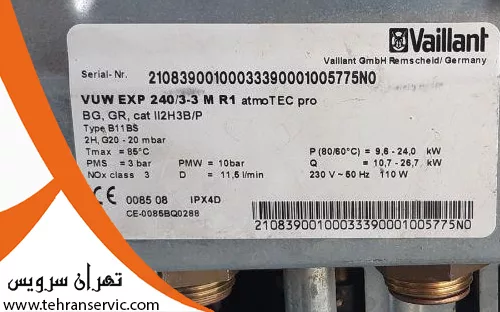 Vaillant
Vaillant GmbH Remscheid/ Germany
Serial- Nr. 21083900100033390001005775N0
VUW EXP 240/3-3 M R1 atmoTEC pro
BG, GR, cat II2H3B/P
Type B11BS
2H, G20 - 20 mbar
Tmax = 85°C P (80/60°C) = 9,6 - 24,0 kW
PMS = 3 bar PMW = 10bar Q = 10,7 - 26,7 kW
NOx class 3 D = 11,5 l/min 230 V ~ 50 Hz 110 W
CE 0085 08 IPX4D
CE-0085BQ0288
21083900100033390001005775N0
تهران سرویس
www.tehranservic.com